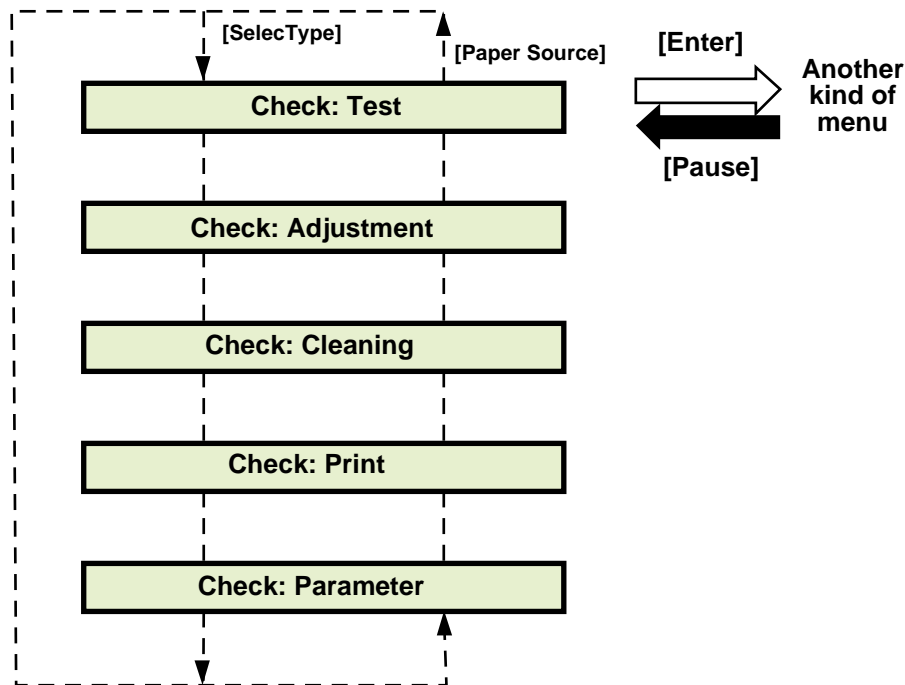 [SelecType]
[Paper Source]
[Enter]
Another
kind of
menu
[Pause]
Check: Test
Check: Adjustment
Check: Cleaning
Check: Print
Check: Parameter